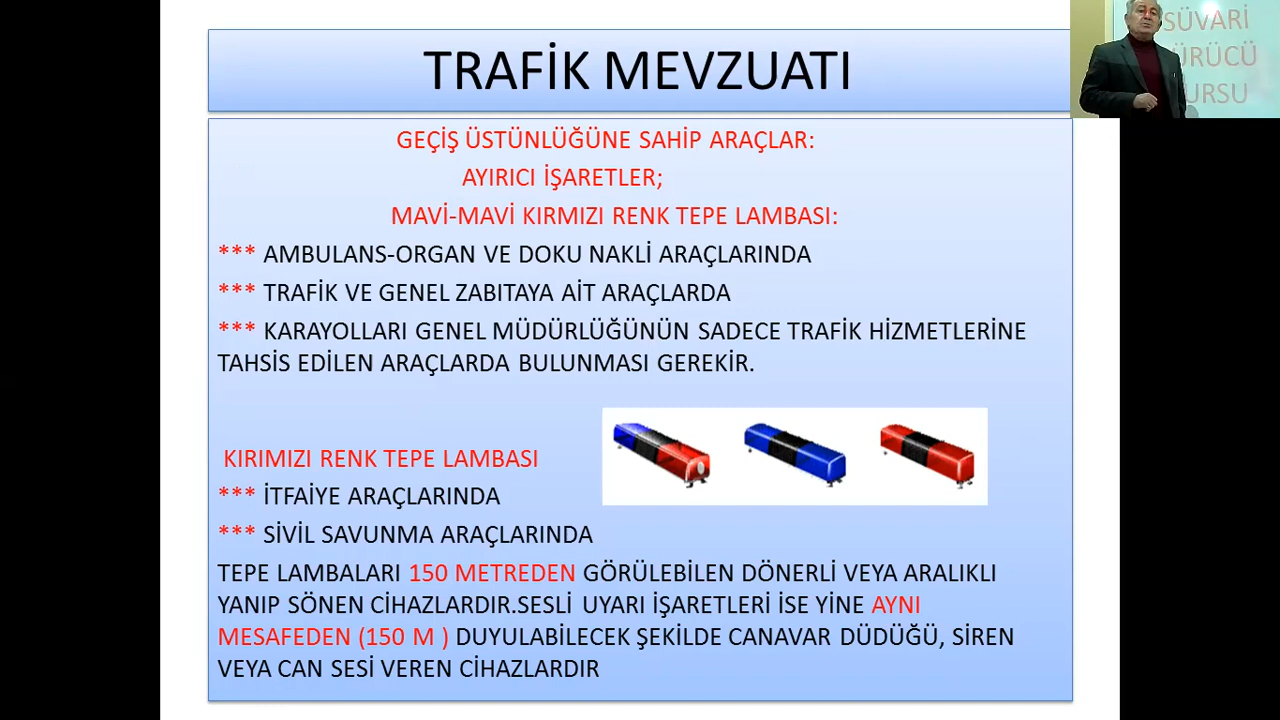 TRAFİK MEVZUATI
SÜVARİ
ÜRÜCÜ
URSU
GEÇİŞ ÜSTÜNLÜĞÜNE SAHİP ARAÇLAR:
AYIRICI İŞARETLER;
MAVİ-MAVİ KIRMIZI RENK TEPE LAMBASI:
*** AMBULANS-ORGAN VE DOKU NAKLİ ARAÇLARINDA
*** TRAFİK VE GENEL ZABITAYA AİT ARAÇLARDA
*** KARAYOLLARI GENEL MÜDÜRLÜĞÜNÜN SADECE TRAFİK HİZMETLERİNE
TAHSİS EDİLEN ARAÇLARDA BULUNMASI GEREKİR.
KIRIMIZI RENK TEPE LAMBASI
*** İTFAİYE ARAÇLARINDA
*** SİVİL SAVUNMA ARAÇLARINDA
TEPE LAMBALARI 150 METREDEN GÖRÜLEBİLEN DÖNERLİ VEYA ARALIKLI
YANIP SÖNEN CİHAZLARDIR.SESLİ UYARI İŞARETLERİ İSE YİNE AYNI
MESAFEDEN (150 M ) DUYULABİLECEK ŞEKİLDE CANAVAR DÜDÜĞÜ, SİREN
VEYA CAN SESİ VEREN CİHAZLARDIR